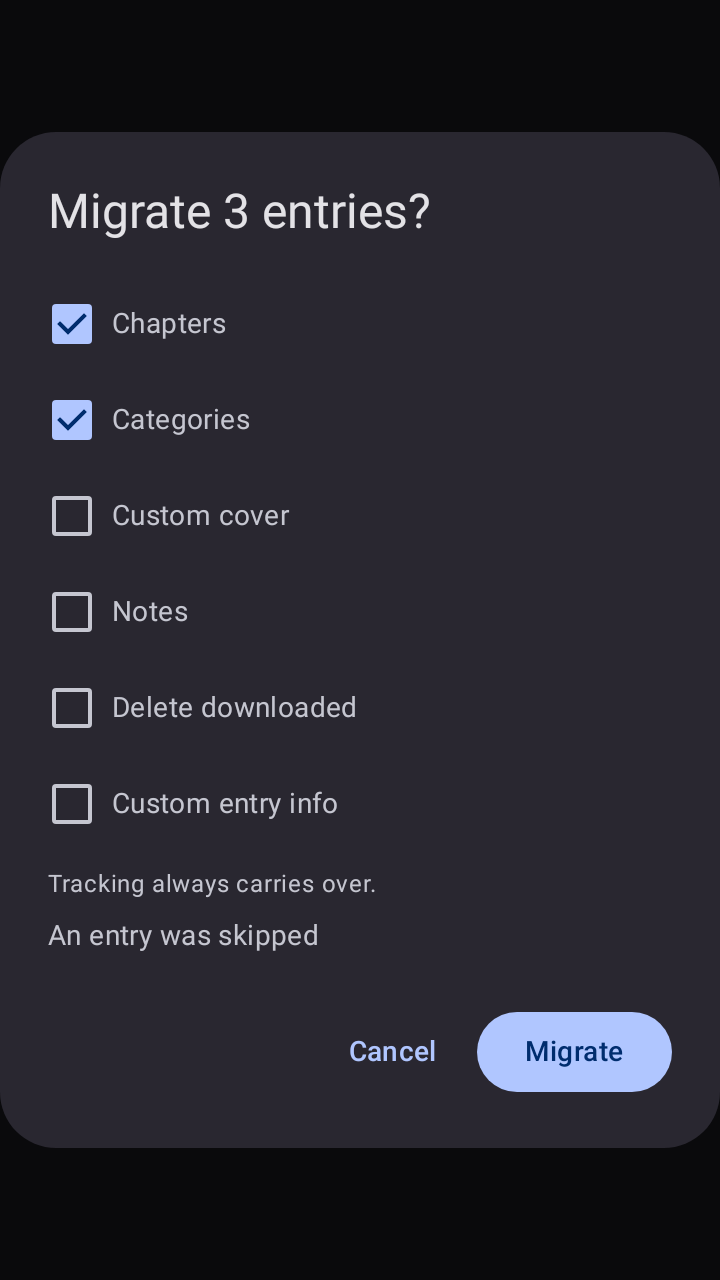 Migrate 3 entries?
Chapters
Categories
Custom cover
Notes
Delete downloaded
Custom entry info
Tracking always carries over.
An entry was skipped
Cancel
Migrate